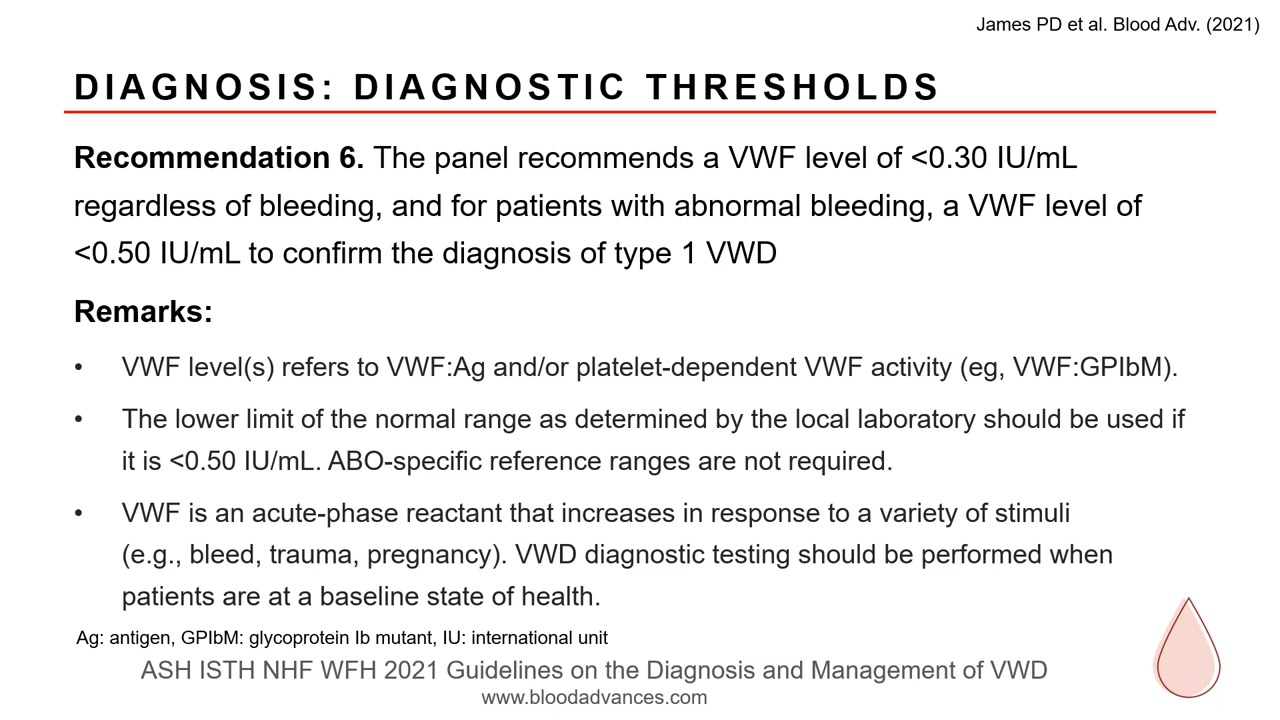 James PD et al. Blood Adv. (2021)
DIAGNOSIS: DIAGNOSTIC THRESHOLDS
Recommendation 6. The panel recommends a VWF level of <0.30 IU/mL
regardless of bleeding, and for patients with abnormal bleeding, a VWF level of
<0.50 IU/mL to confirm the diagnosis of type 1 VWD
Remarks:
• VWF level(s) refers to VWF:Ag and/or platelet-dependent VWF activity (eg, VWF:GPIbM).
• The lower limit of the normal range as determined by the local laboratory should be used if
it is <0.50 IU/mL. ABO-specific reference ranges are not required.
• VWF is an acute-phase reactant that increases in response to a variety of stimuli
(e.g., bleed, trauma, pregnancy). VWD diagnostic testing should be performed when
patients are at a baseline state of health.
Ag: antigen, GPIbM: glycoprotein Ib mutant, IU: international unit
ASH ISTH NHF WFH 2021 Guidelines on the Diagnosis and Management of VWD
www.bloodadvances.com